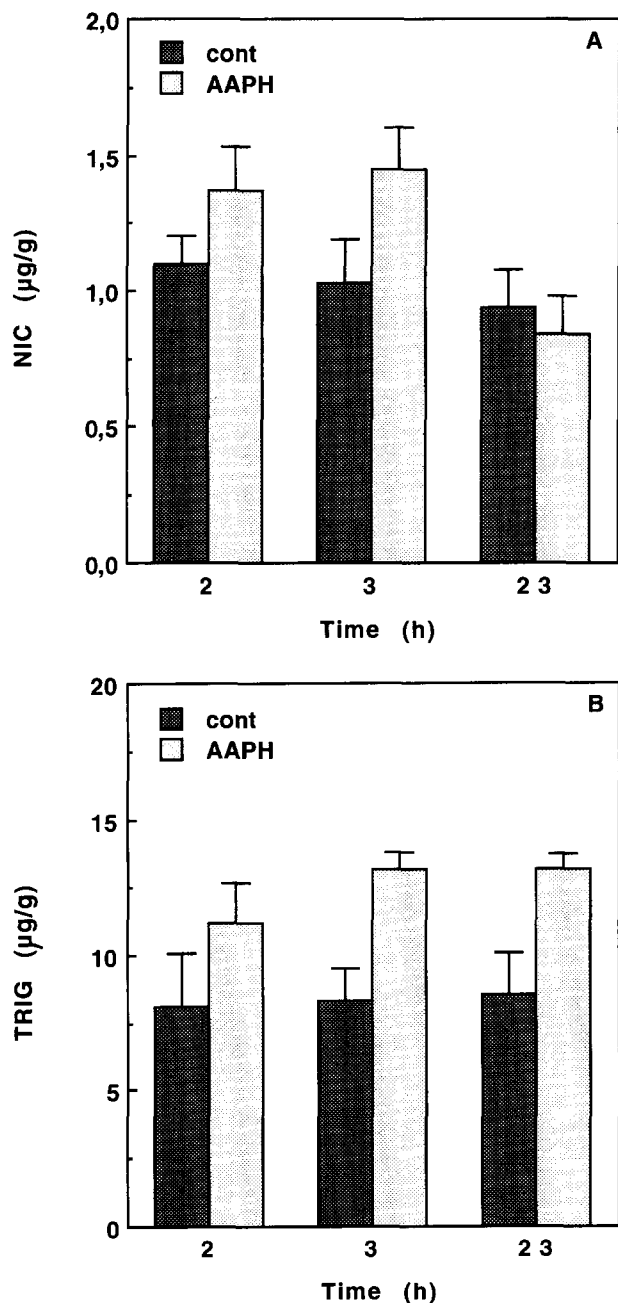 A
cont
AAPH
2,0
1,5
1,0
0,5
0,0
NIC (µg/g)
2 3 2 3
Time (h)
B
cont
AAPH
20
15
10
5
0
TRIG (µg/g)
2 3 2 3
Time (h)